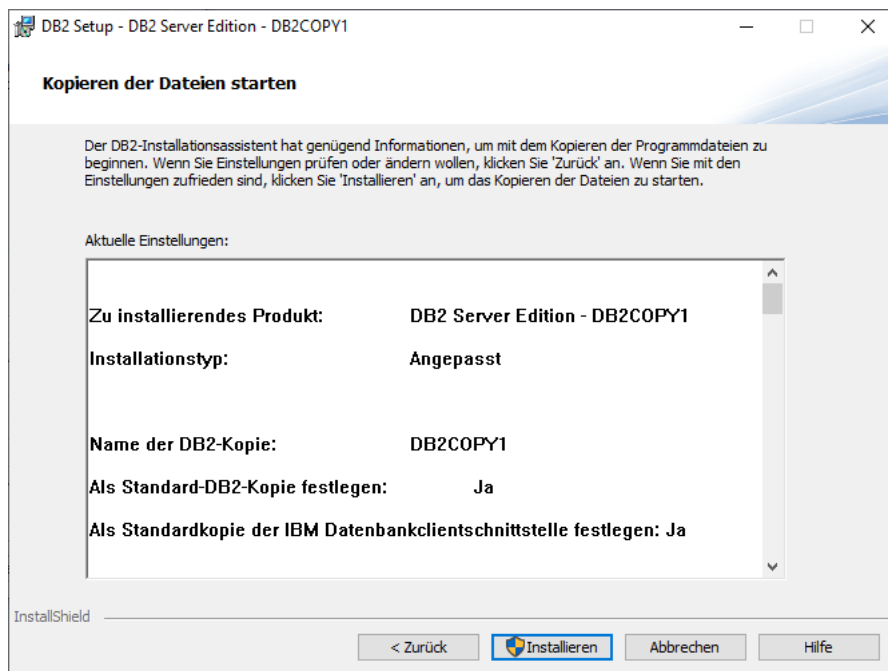 DB2 Setup - DB2 Server Edition - DB2COPY1
Kopieren der Dateien starten
Der DB2-Installationsassistent hat genügend Informationen, um mit dem Kopieren der Programmdateien zu
beginnen. Wenn Sie Einstellungen prüfen oder ändern wollen, klicken Sie 'Zurück' an. Wenn Sie mit den
Einstellungen zufrieden sind, klicken Sie 'Installieren' an, um das Kopieren der Dateien zu starten.
Aktuelle Einstellungen:
Zu installierendes Produkt: DB2 Server Edition - DB2COPY1
Installationstyp: Angepasst
Name der DB2-Kopie: DB2COPY1
Als Standard-DB2-Kopie festlegen: Ja
Als Standardkopie der IBM Datenbankclientschnittstelle festlegen: Ja
InstallShield
< Zurück Installieren Abbrechen Hilfe